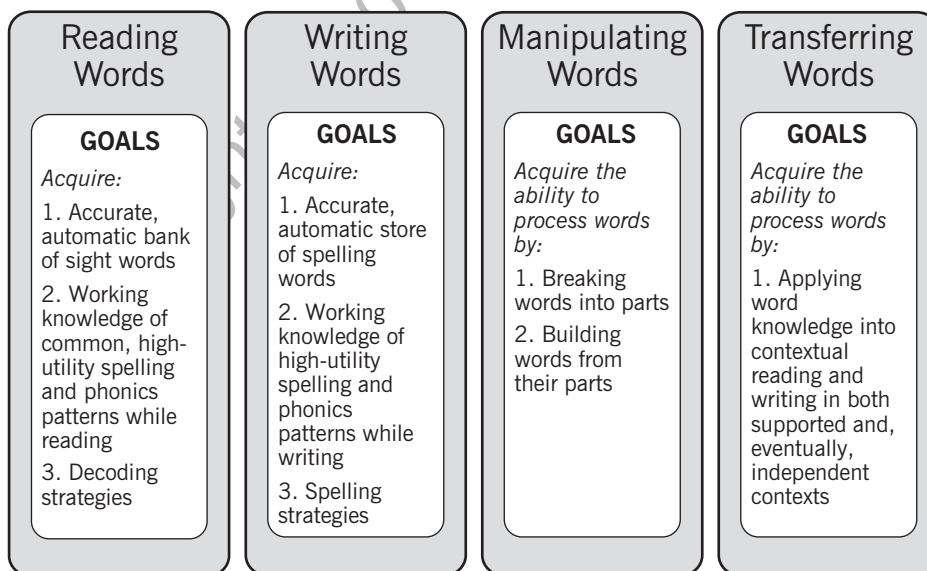 Reading
Words
GOALS
Acquire:
1. Accurate,
automatic bank
of sight words
2. Working
knowledge of
common, high-
utility spelling
and phonics
patterns while
reading
3. Decoding
strategies
Writing
Words
GOALS
Acquire:
1. Accurate,
automatic store
of spelling
words
2. Working
knowledge of
high-utility
spelling and
phonics
patterns while
writing
3. Spelling
strategies
Manipulating
Words
GOALS
Acquire the
ability to
process words
by:
1. Breaking
words into parts
2. Building
words from
their parts
Transferring
Words
GOALS
Acquire the
ability to
process words
by:
1. Applying
word
knowledge into
contextual
reading and
writing in both
supported and,
eventually,
independent
contexts